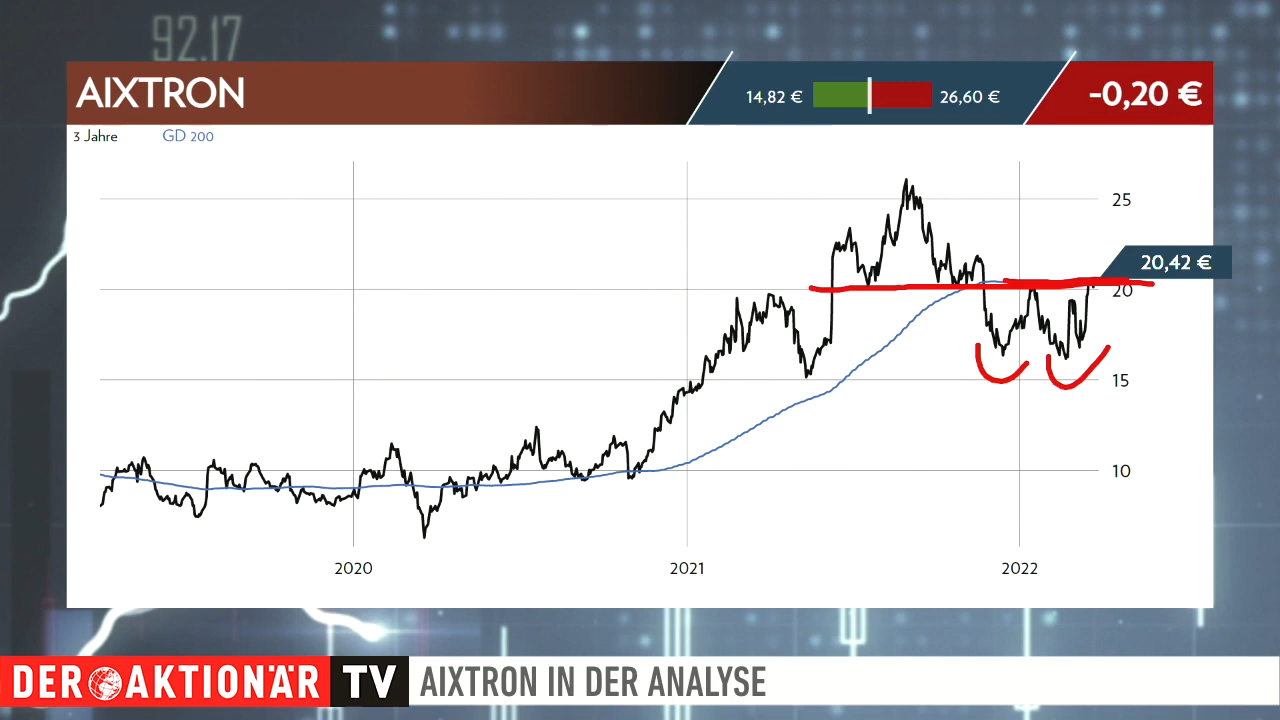 92.17
AIXTRON
14,82 €
26,60 €
-0,20 €
3 Jahre
GD 200
25
20,42 €
20
15
10
2020
2021
2022
DER AKTIONÄR TV
AIXTRON IN DER ANALYSE